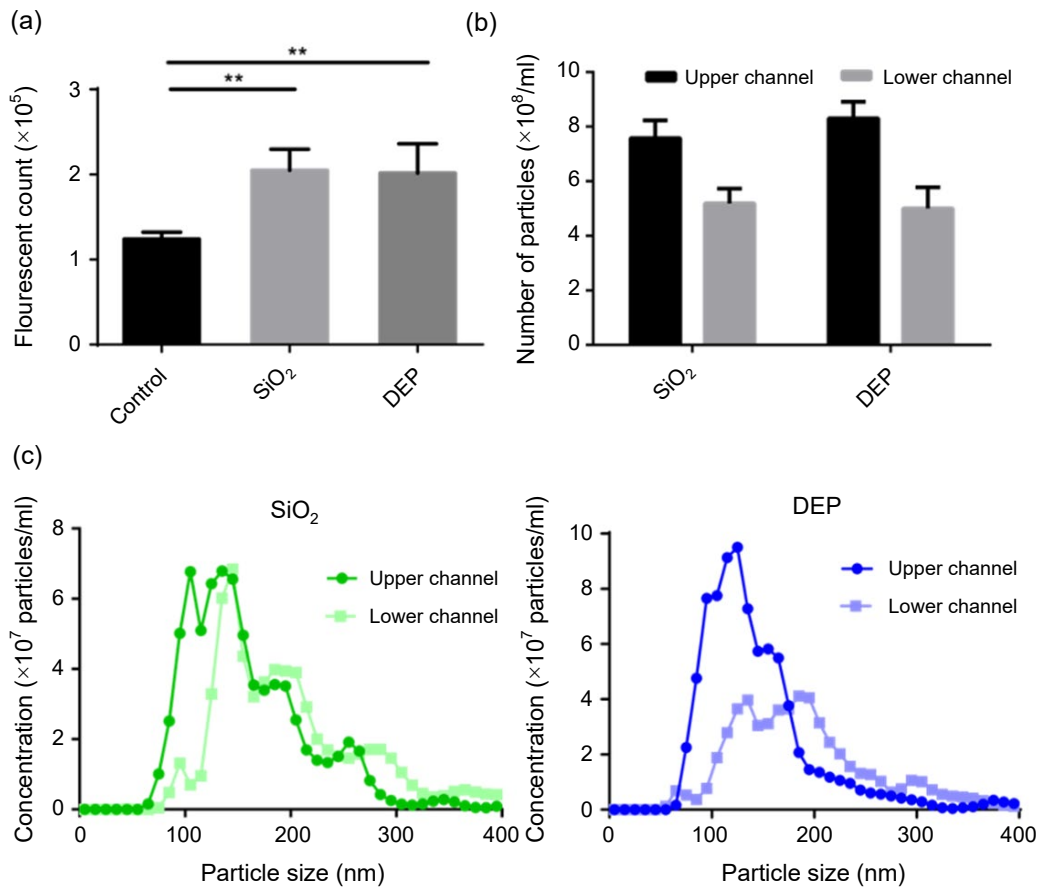 (a)
**
**
Flourescent count (×10⁵)
3
2
1
0
Control
SiO₂
DEP
(b)
Number of particles (×10⁸/ml)
10
8
6
4
2
0
Upper channel
Lower channel
SiO₂
DEP
(c)
SiO₂
Concentration (×10⁷ particles/ml)
8
6
4
2
0
Upper channel
Lower channel
0 100 200 300 400
Particle size (nm)
DEP
Concentration (×10⁷ particles/ml)
10
8
6
4
2
0
Upper channel
Lower channel
0 100 200 300 400
Particle size (nm)